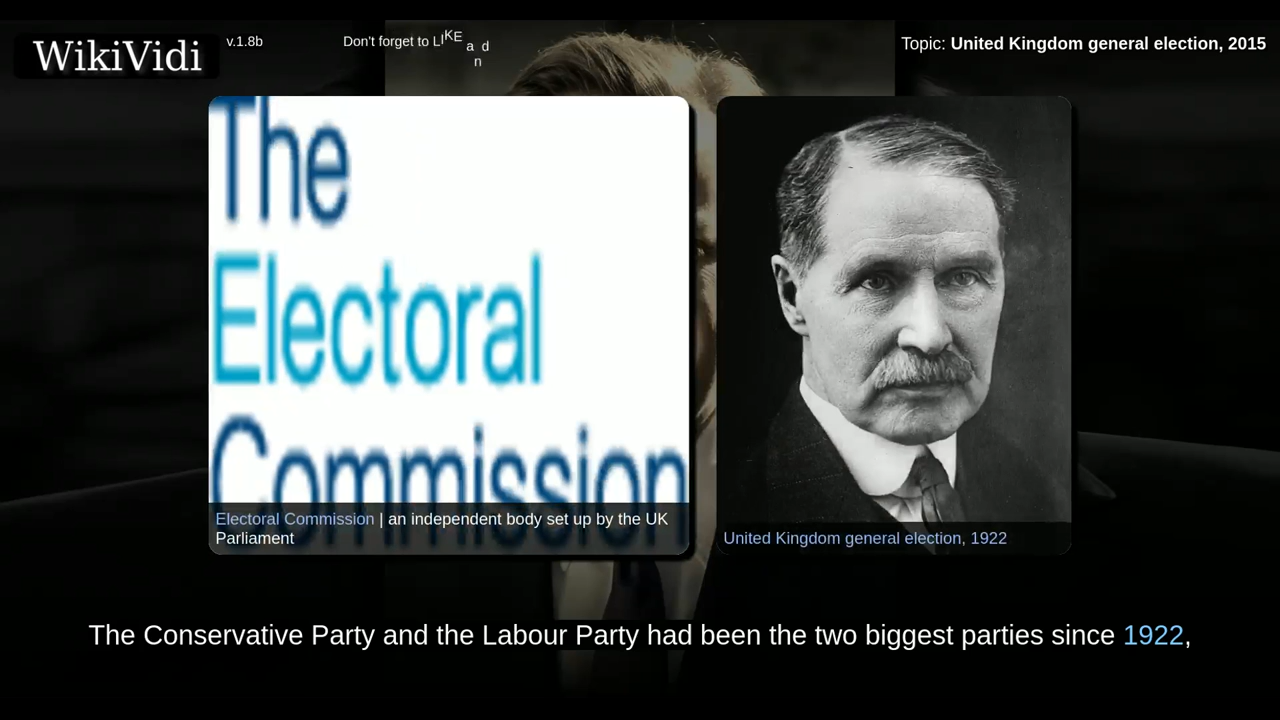 WikiVidi
v.1.8b
Don't forget to LIKE and
Topic: United Kingdom general election, 2015
The
Electoral
Commission
Electoral Commission | an independent body set up by the UK
Parliament
United Kingdom general election, 1922
The Conservative Party and the Labour Party had been the two biggest parties since 1922,